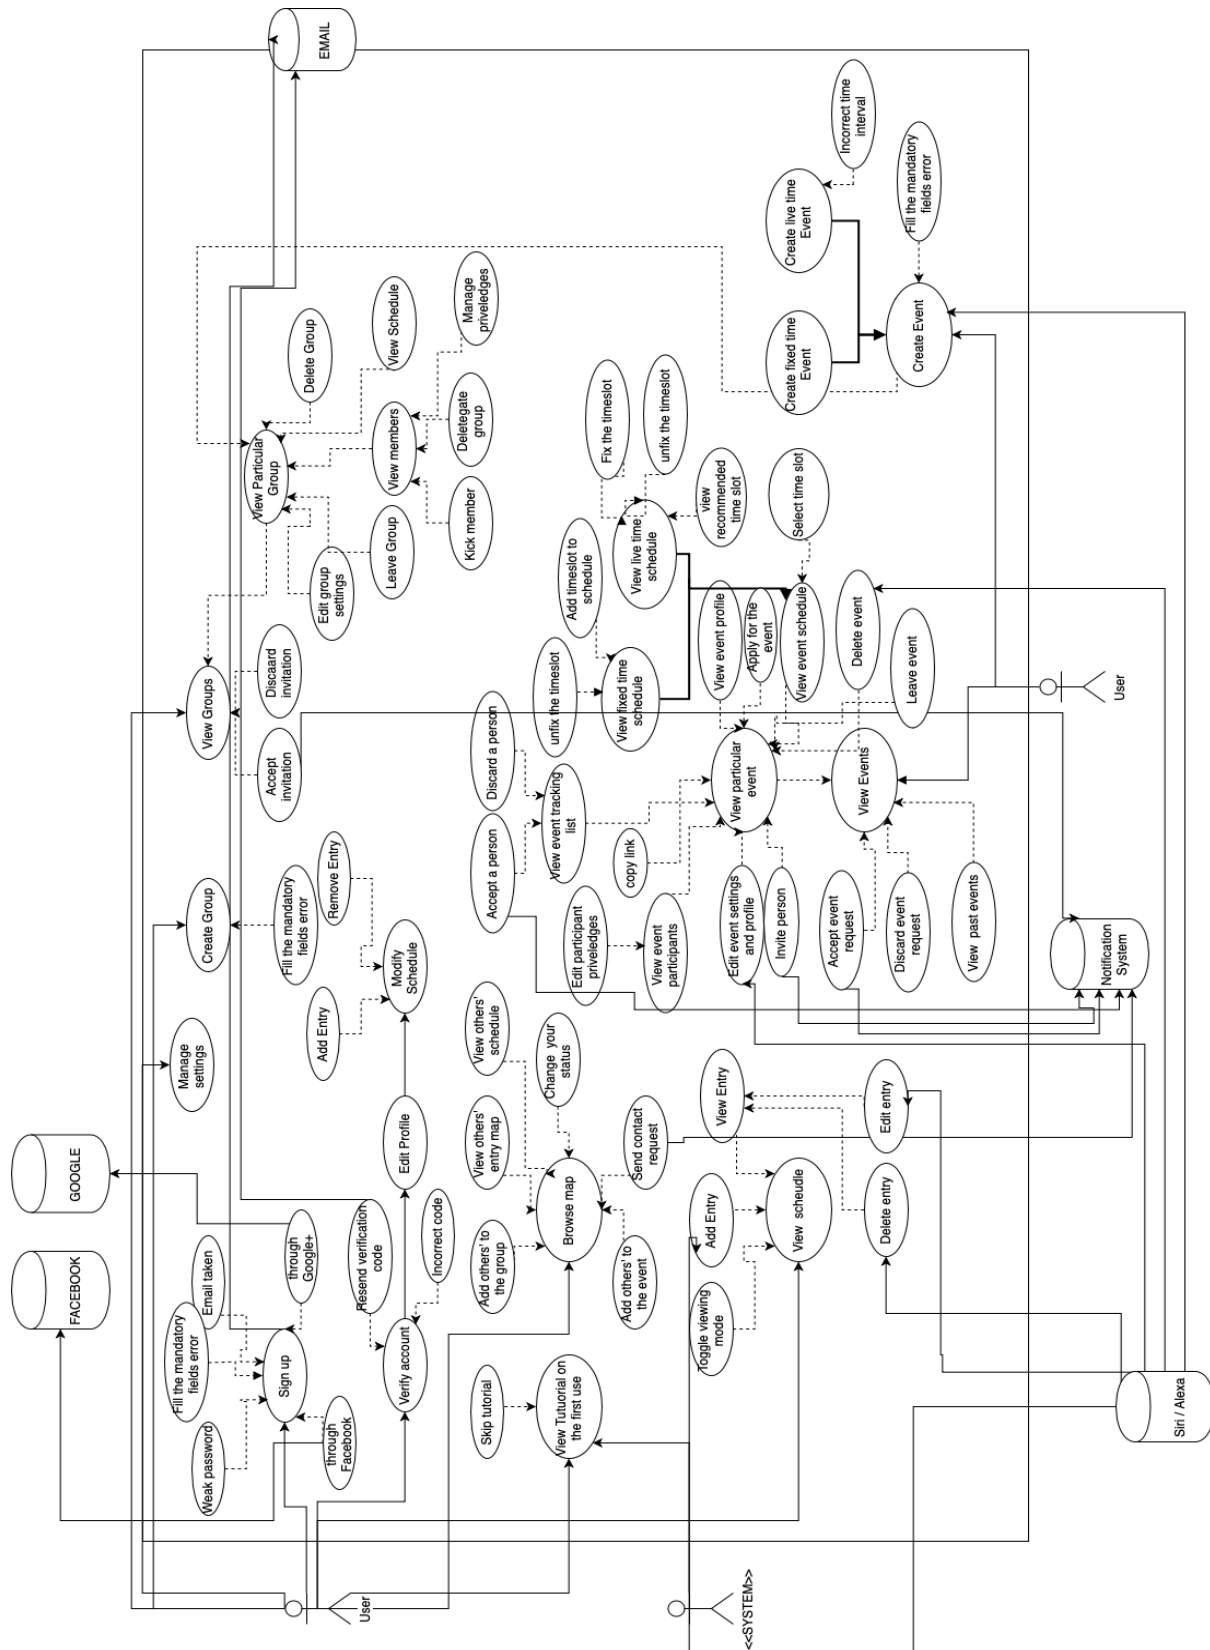 FACEBOOK
GOOGLE
EMAIL
Weak password
Fill the mandatory
fields error
Email taken
through
Google+
Sign up
through
Facebook
Manage
settings
Create Group
Fill the mandatory
fields error
View Groups
Accept
invitation
Discaard
invitation
View Particular
Group
Delete Group
View Schedule
Manage
priveledges
View members
Deletegate
group
Kick member
Leave Group
Edit group
settings
Resend verification
code
Incorrect code
Verify account
Edit Profile
Modify
Schedule
Add Entry
Remove Entry
User
Skip tutorial
View Tutuorial on
the first use
Add others' to
the group
View others'
entry map
View others'
schedule
Change your
status
Browse map
Add others' to
the event
Send contact
request
Accept a person
Discard a person
View event tracking
list
Edit participant
priveledges
View event
participants
copy link
unfix the timeslot
Add timeslot to
schedule
View fixed time
schedule
Fix the timeslot
unfix the timeslot
View live time
schedule
view
recommended
time slot
Select time slot
View event profile
Apply for the
event
View event schedule
Delete event
Leave event
View particular
event
Edit event settings
and profile
Invite person
View Events
Accept event
request
Discard event
request
View past events
Create fixed time
Event
Create live time
Event
Incorrect time
interval
Fill the mandatory
fields error
Create Event
User
Toggle viewing
mode
Add Entry
View Entry
View scheudle
Delete entry
Edit entry
Notification
System
<<SYSTEM>>
Siri / Alexa